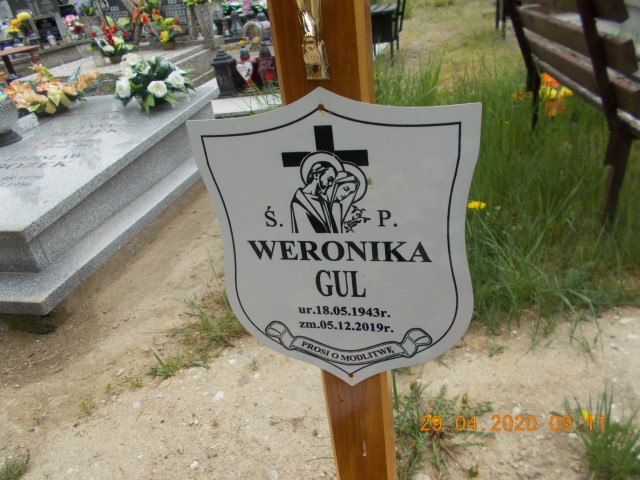 Ś. P.
WERONIKA
GUL
ur.18.05.1943r.
zm.05.12.2019r.
PROSI O MODLITWĘ
29.04.2020 09:11